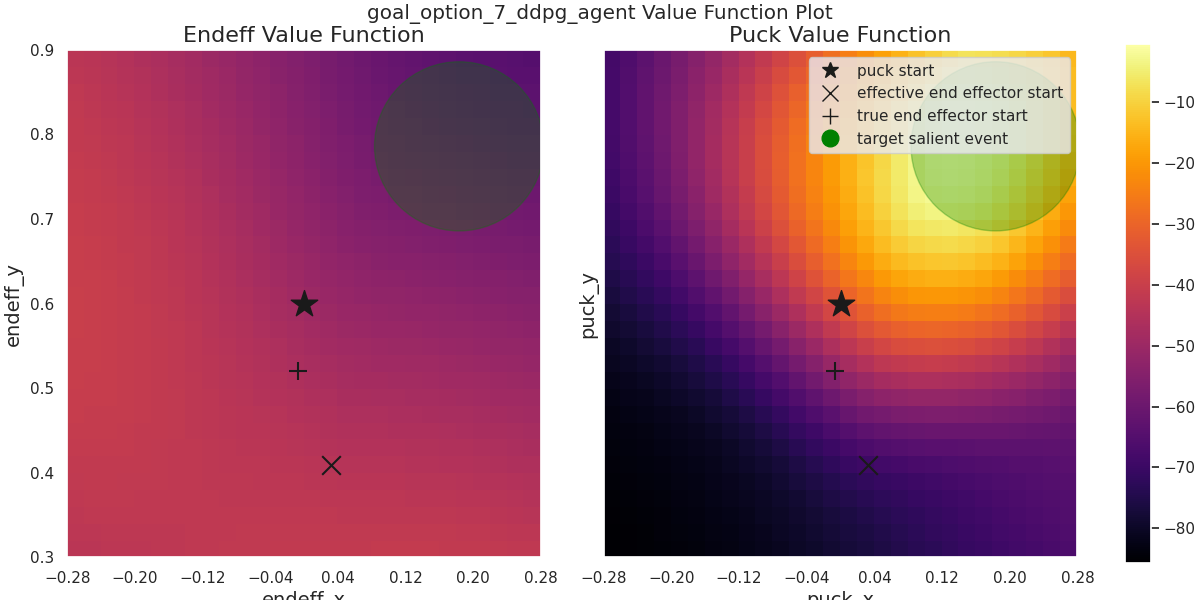 goal_option_7_ddpg_agent Value Function Plot
Endeff Value Function
Puck Value Function
0.9
0.8
0.7
0.6
0.5
0.4
0.3
endeff_y
−0.28 −0.20 −0.12 −0.04 0.04 0.12 0.20 0.28
endeff_x
puck start
effective end effector start
true end effector start
target salient event
puck_y
−0.28 −0.20 −0.12 −0.04 0.04 0.12 0.20 0.28
puck_x
−10
−20
−30
−40
−50
−60
−70
−80